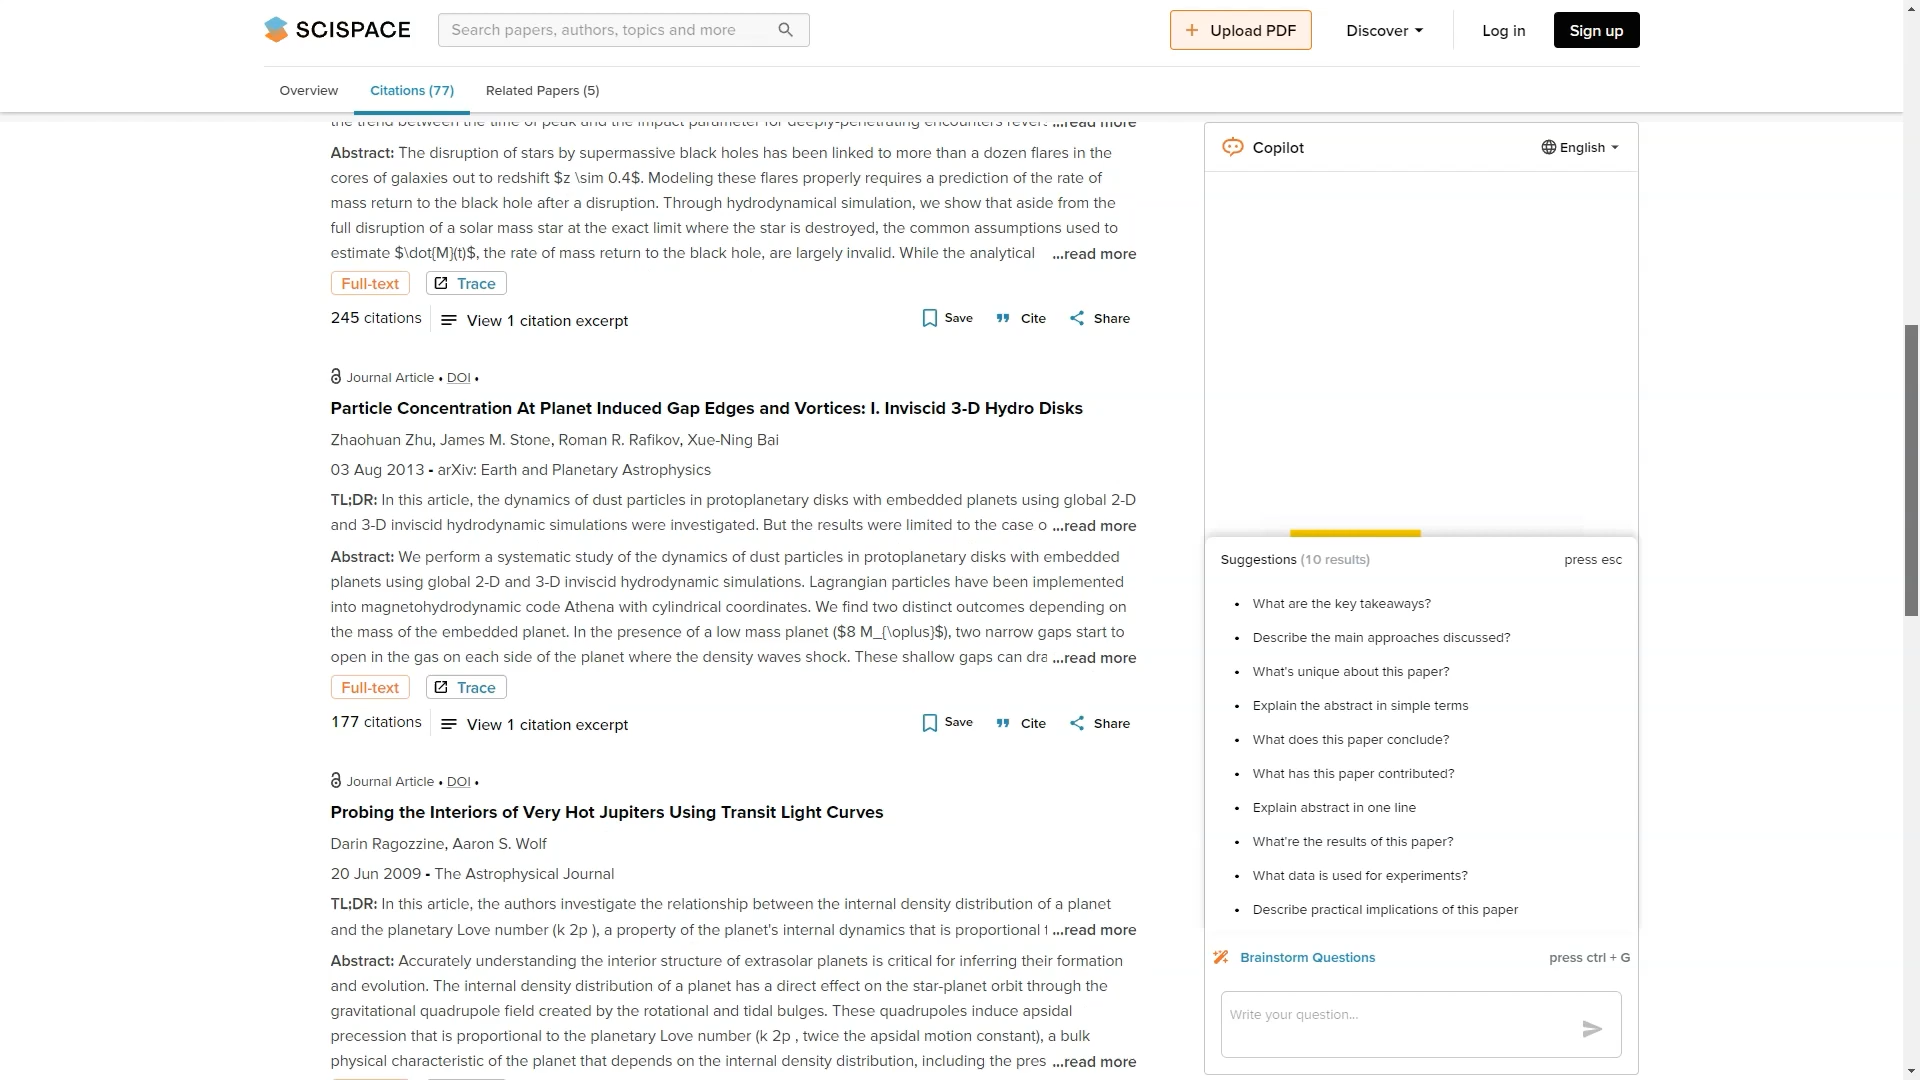 SCISPACE
Search papers, authors, topics and more
Upload PDF
Discover
Log in
Sign up
Overview
Citations (77)
Related Papers (5)
the trend between the time of peak and the impact parameter for deeply-penetrating encounters revers ...read more
Abstract: The disruption of stars by supermassive black holes has been linked to more than a dozen flares in the
cores of galaxies out to redshift $z \sim 0.4$. Modeling these flares properly requires a prediction of the rate of
mass return to the black hole after a disruption. Through hydrodynamical simulation, we show that aside from the
full disruption of a solar mass star at the exact limit where the star is destroyed, the common assumptions used to
estimate $\dot{M}(t)$, the rate of mass return to the black hole, are largely invalid. While the analytical ...read more
Full-text
Trace
245 citations
View 1 citation excerpt
Save
Cite
Share
Journal Article • DOI •
Particle Concentration At Planet Induced Gap Edges and Vortices: I. Inviscid 3-D Hydro Disks
Zhaohuan Zhu, James M. Stone, Roman R. Rafikov, Xue-Ning Bai
03 Aug 2013 - arXiv: Earth and Planetary Astrophysics
TL;DR: In this article, the dynamics of dust particles in protoplanetary disks with embedded planets using global 2-D
and 3-D inviscid hydrodynamic simulations were investigated. But the results were limited to the case o ...read more
Abstract: We perform a systematic study of the dynamics of dust particles in protoplanetary disks with embedded
planets using global 2-D and 3-D inviscid hydrodynamic simulations. Lagrangian particles have been implemented
into magnetohydrodynamic code Athena with cylindrical coordinates. We find two distinct outcomes depending on
the mass of the embedded planet. In the presence of a low mass planet ($8 M_{\oplus}$), two narrow gaps start to
open in the gas on each side of the planet where the density waves shock. These shallow gaps can dra ...read more
Full-text
Trace
177 citations
View 1 citation excerpt
Save
Cite
Share
Journal Article • DOI •
Probing the Interiors of Very Hot Jupiters Using Transit Light Curves
Darin Ragozzine, Aaron S. Wolf
20 Jun 2009 - The Astrophysical Journal
TL;DR: In this article, the authors investigate the relationship between the internal density distribution of a planet
and the planetary Love number (k 2p ), a property of the planet's internal dynamics that is proportional t ...read more
Abstract: Accurately understanding the interior structure of extrasolar planets is critical for inferring their formation
and evolution. The internal density distribution of a planet has a direct effect on the star-planet orbit through the
gravitational quadrupole field created by the rotational and tidal bulges. These quadrupoles induce apsidal
precession that is proportional to the planetary Love number (k 2p , twice the apsidal motion constant), a bulk
physical characteristic of the planet that depends on the internal density distribution, including the pres ...read more
Copilot
English
Suggestions (10 results)
press esc
• What are the key takeaways?
• Describe the main approaches discussed?
• What's unique about this paper?
• Explain the abstract in simple terms
• What does this paper conclude?
• What has this paper contributed?
• Explain abstract in one line
• What're the results of this paper?
• What data is used for experiments?
• Describe practical implications of this paper
Brainstorm Questions
press ctrl + G
Write your question...